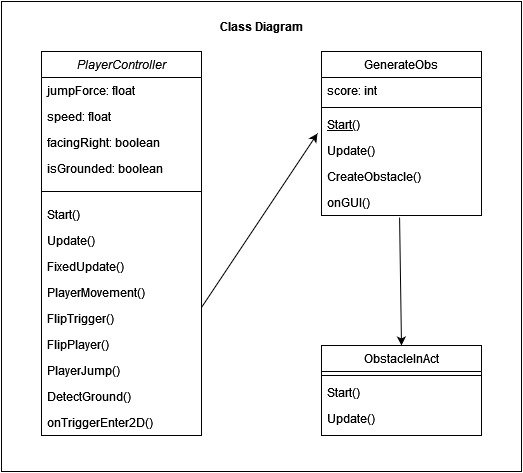 Class Diagram
PlayerController
jumpForce: float
speed: float
facingRight: boolean
isGrounded: boolean
Start()
Update()
FixedUpdate()
PlayerMovement()
FlipTrigger()
FlipPlayer()
PlayerJump()
DetectGround()
onTriggerEnter2D()
GenerateObs
score: int
Start()
Update()
CreateObstacle()
onGUI()
ObstacleInAct
Start()
Update()